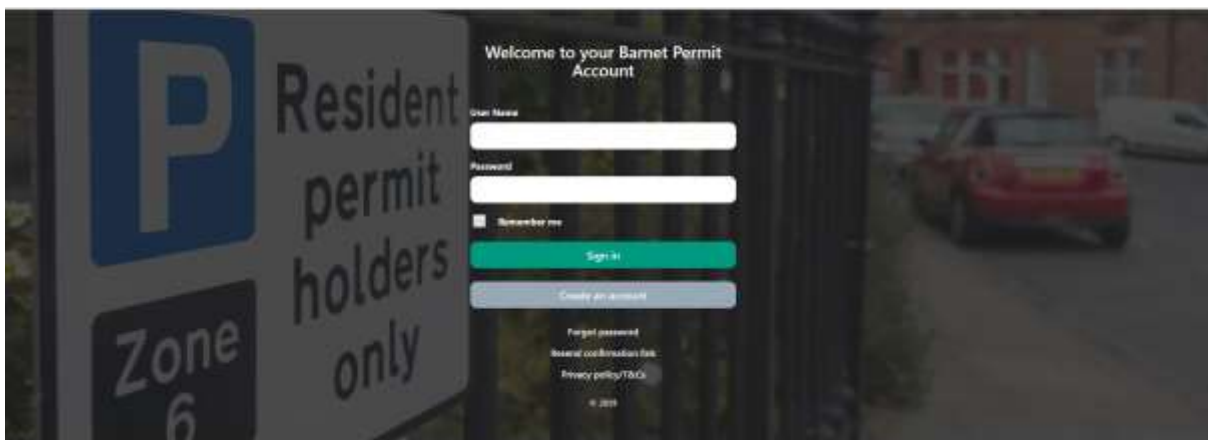 P
Resident
permit
holders
only
Zone
6
Welcome to your Barnet Permit
Account
User Name
Password
Remember me
Sign in
Create an account
Forgot password
Resend confirmation link
Privacy policy/T&Cs
© 2019